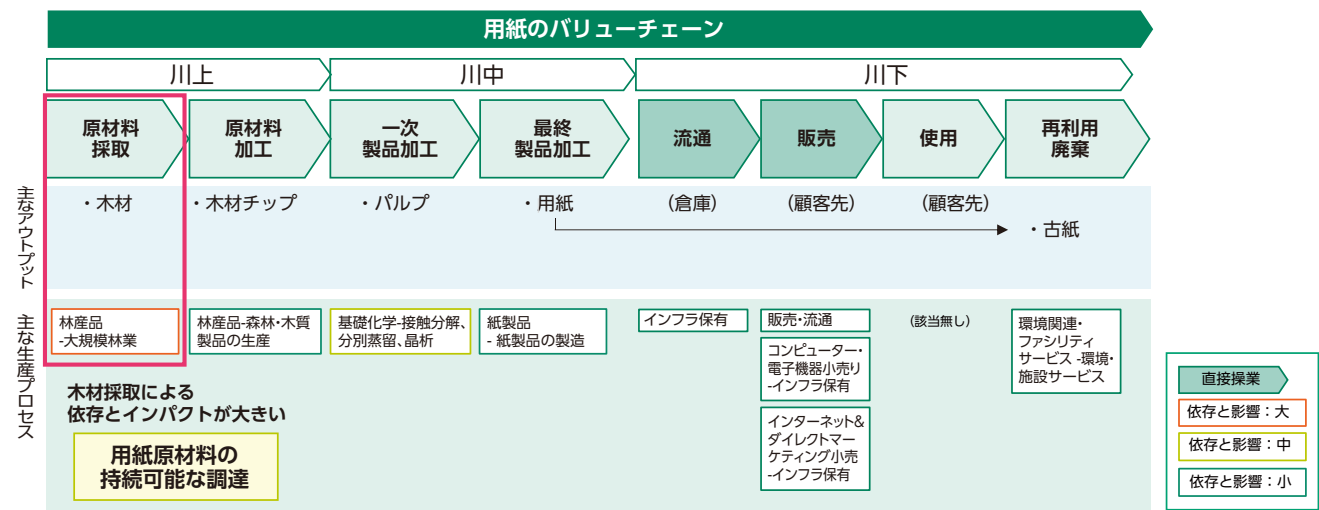 用紙のバリューチェーン
川上
川中
川下
原材料
採取
原材料
加工
一次
製品加工
最終
製品加工
流通
販売
使用
再利用
廃棄
主なアウトプット
・木材
・木材チップ
・パルプ
・用紙
(倉庫)
(顧客先)
(顧客先)
・古紙
主な生産プロセス
林産品
-大規模林業
林産品-森林・木質
製品の生産
基礎化学-接触分解、
分別蒸留、晶析
紙製品
- 紙製品の製造
インフラ保有
販売・流通
コンピューター・
電子機器小売り
-インフラ保有
インターネット&
ダイレクトマー
ケティング小売
-インフラ保有
(該当無し)
環境関連・
ファシリティ
サービス -環境・
施設サービス
木材採取による
依存とインパクトが大きい
用紙原材料の
持続可能な調達
直接操業
依存と影響：大
依存と影響：中
依存と影響：小